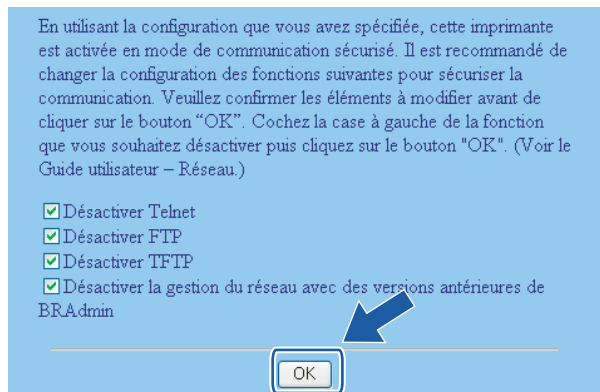 En utilisant la configuration que vous avez spécifiée, cette imprimante
est activée en mode de communication sécurisé. Il est recommandé de
changer la configuration des fonctions suivantes pour sécuriser la
communication. Veuillez confirmer les éléments à modifier avant de
cliquer sur le bouton “OK”. Cochez la case à gauche de la fonction
que vous souhaitez désactiver puis cliquez sur le bouton "OK". (Voir le
Guide utilisateur – Réseau.)
Désactiver Telnet
Désactiver FTP
Désactiver TFTP
Désactiver la gestion du réseau avec des versions antérieures de
BRAdmin
OK